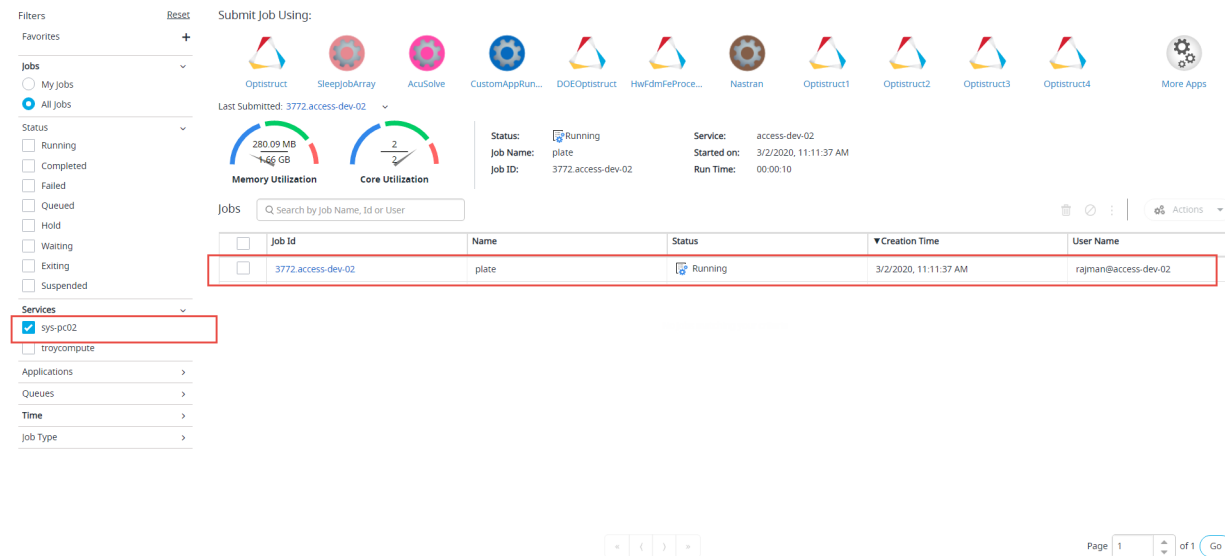 Filters
Reset
Favorites
+
Jobs
My Jobs
All Jobs
Status
Running
Completed
Failed
Queued
Hold
Waiting
Exiting
Suspended
Services
sys-pc02
troycompute
Applications
Queues
Time
Job Type
Submit Job Using:
Optistruct
SleepJobArray
AcuSolve
CustomAppRun...
DOEOptistruct
HwFdmFeProce...
Nastran
Optistruct1
Optistruct2
Optistruct3
Optistruct4
More Apps
Last Submitted: 3772.access-dev-02
280.09 MB
1.66 GB
Memory Utilization
2
2
Core Utilization
Status: Running
Job Name: plate
Job ID: 3772.access-dev-02
Service: access-dev-02
Started on: 3/2/2020, 11:11:37 AM
Run Time: 00:00:10
Jobs
Search by Job Name, Id or User
Actions
Job Id Name Status ▼Creation Time User Name
3772.access-dev-02 plate Running 3/2/2020, 11:11:37 AM rajman@access-dev-02
Page 1 of 1 Go